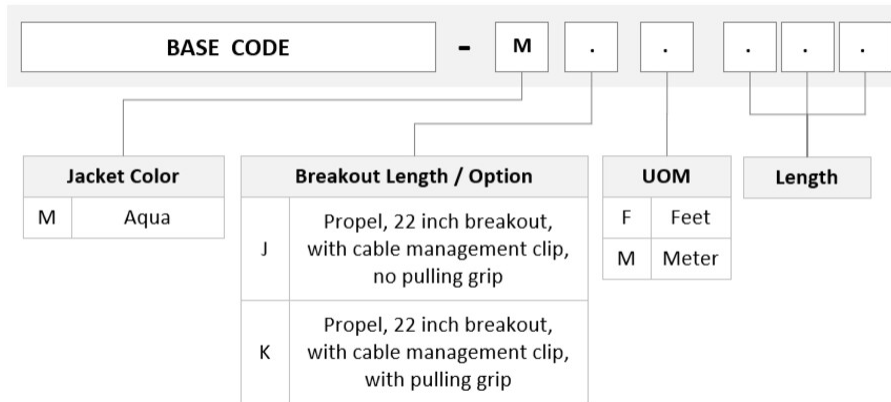 BASE CODE - M . . . . .
Jacket Color
M Aqua
Breakout Length / Option
J Propel, 22 inch breakout,
with cable management clip,
no pulling grip
K Propel, 22 inch breakout,
with cable management clip,
with pulling grip
UOM
F Feet
M Meter
Length